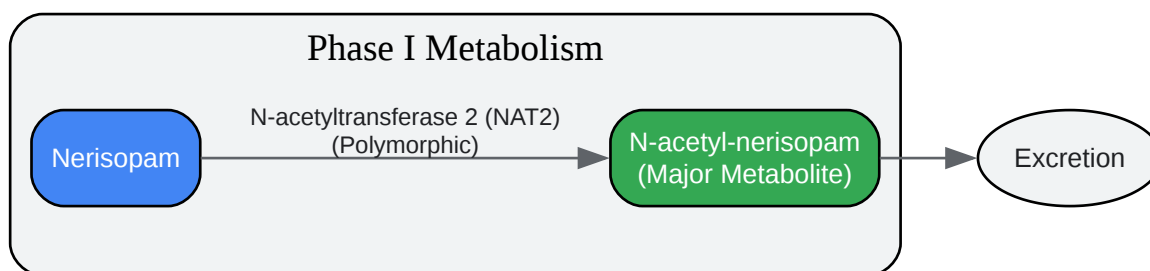 Phase I Metabolism
N-acetyltransferase 2 (NAT2)
(Polymorphic)
Nerisopam
N-acetyl-nerisopam
(Major Metabolite)
Excretion